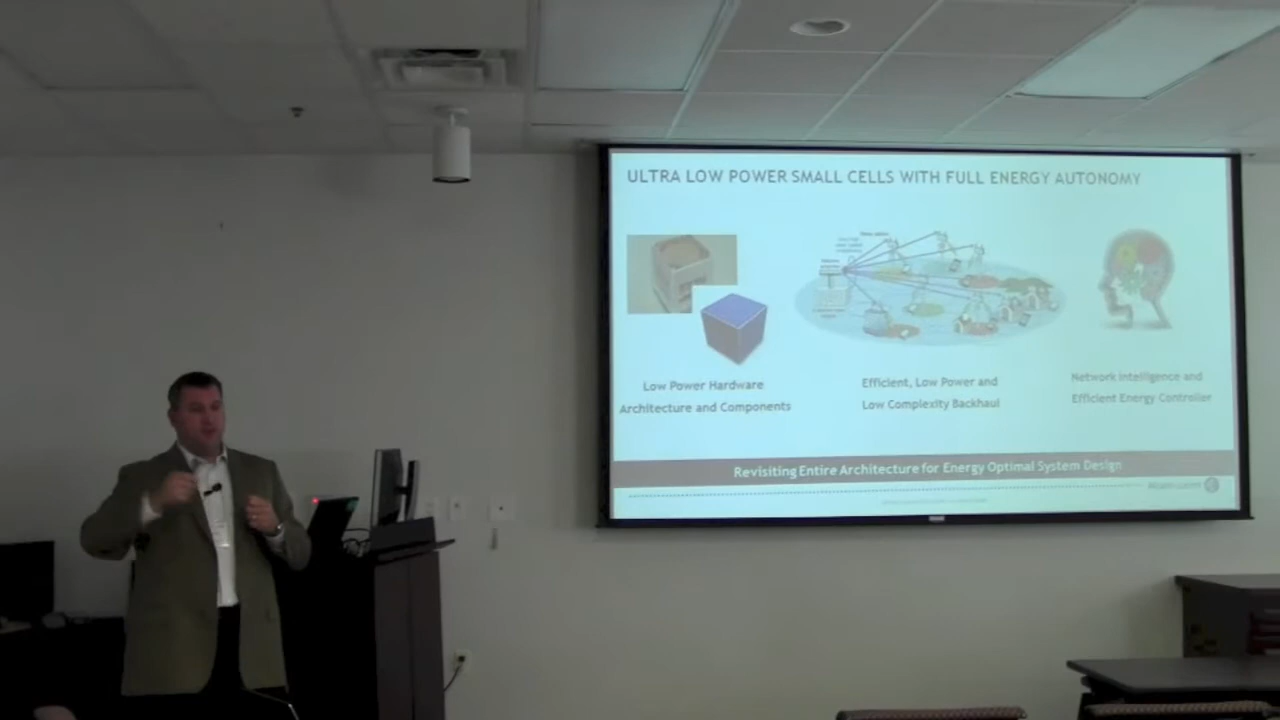 ULTRA LOW POWER SMALL CELLS WITH FULL ENERGY AUTONOMY
Low Power Hardware
Architecture and Components
Efficient, Low Power and
Low Complexity Backhaul
Network Intelligence and
Efficient Energy Controller
Revisiting Entire Architecture for Energy Optimal System Design